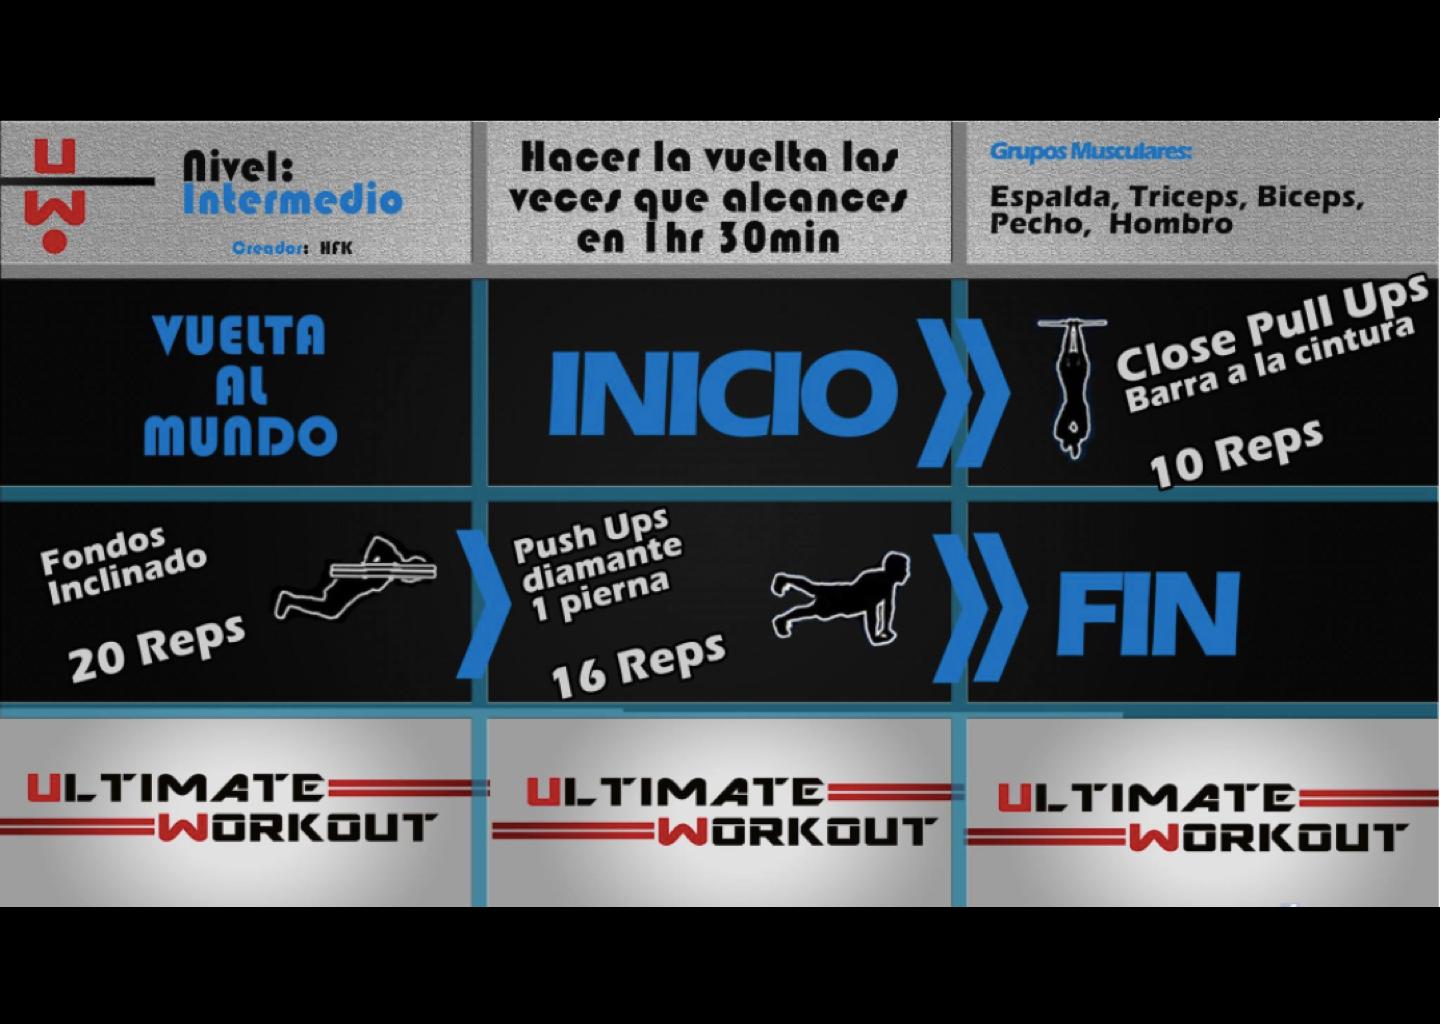 U
W
Nivel:
Intermedio
Creador: HFK
Hacer la vuelta las
veces que alcances
en 1hr 30min
Grupos Musculares:
Espalda, Triceps, Biceps,
Pecho, Hombro
VUELTA
AL
MUNDO
INICIO
Close Pull Ups
Barra a la cintura
10 Reps
Fondos
Inclinado
20 Reps
Push Ups
diamante
1 pierna
16 Reps
FIN
ULTIMATE
WORKOUT
ULTIMATE
WORKOUT
ULTIMATE
WORKOUT